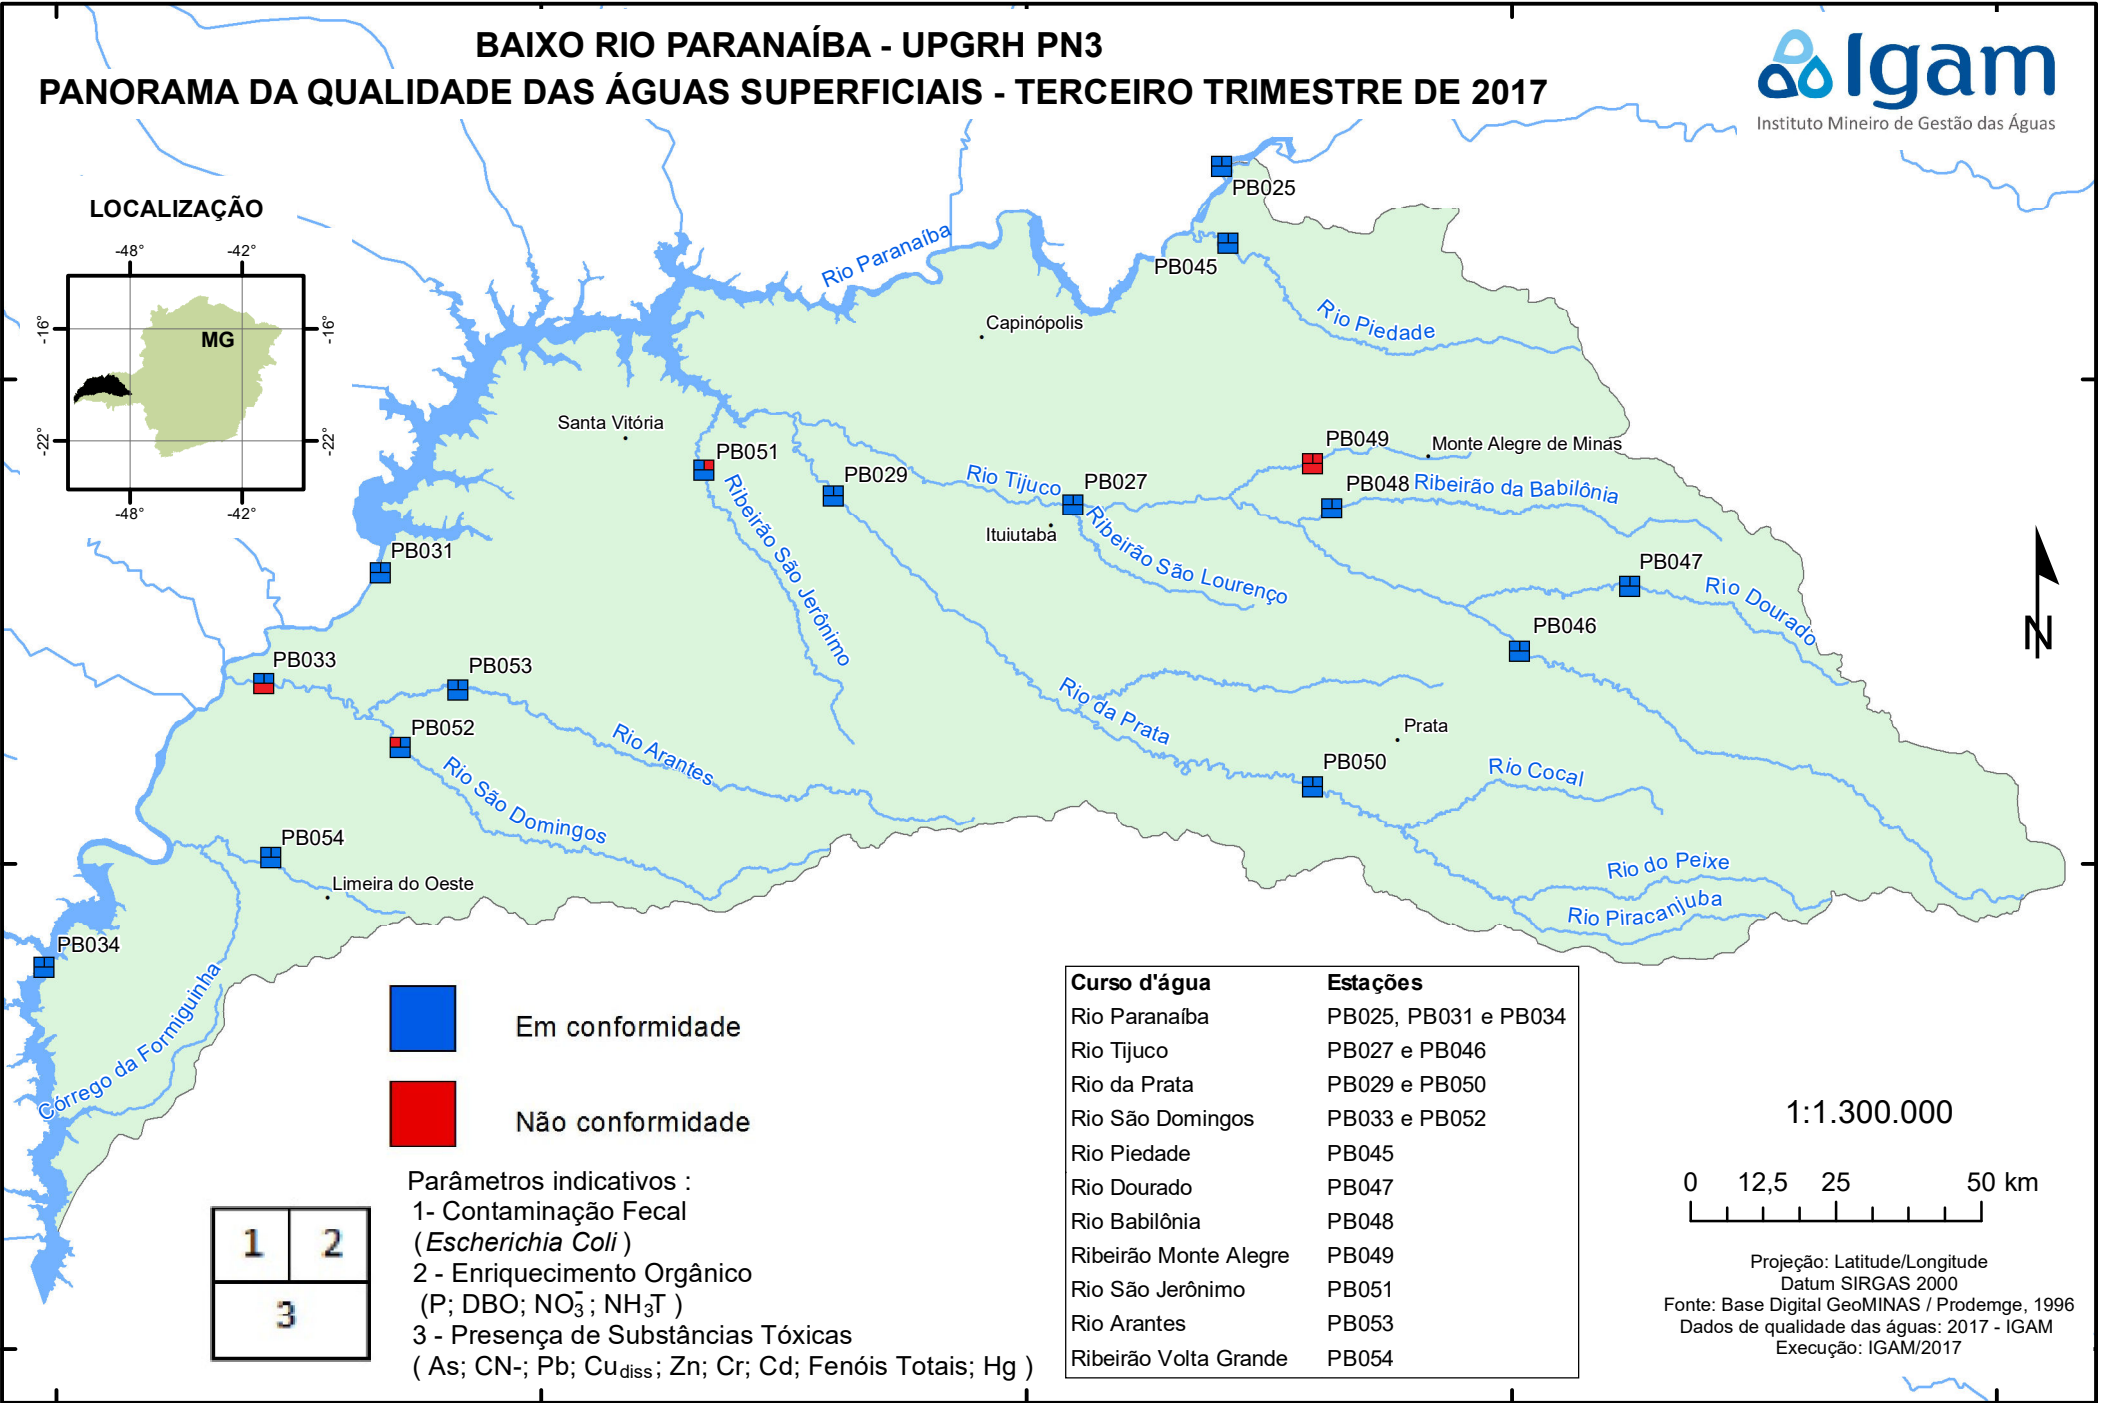 BAIXO RIO PARANAÍBA - UPGRH PN3
PANORAMA DA QUALIDADE DAS ÁGUAS SUPERFICIAIS - TERCEIRO TRIMESTRE DE 2017
Igam
Instituto Mineiro de Gestão das Águas
LOCALIZAÇÃO
-48° -42°
-16° -16°
MG
-22° -22°
-48° -42°
PB025
Rio Paranaíba
PB045
Rio Piedade
Capinópolis
Santa Vitória
PB051
PB029
Rio Tijuco
PB027
PB049
Monte Alegre de Minas
PB048
Ribeirão da Babilônia
Ituiutaba
Ribeirão São Lourenço
Ribeirão São Jerônimo
PB031
PB047
Rio Dourado
PB046
PB033
PB053
PB052
Rio Arantes
Rio da Prata
Prata
PB050
Rio Cocal
Rio São Domingos
PB054
Limeira do Oeste
Rio do Peixe
Rio Piracanjuba
PB034
Córrego da Formiguinha
N
Em conformidade
Não conformidade
Parâmetros indicativos :
1- Contaminação Fecal
(Escherichia Coli )
2 - Enriquecimento Orgânico
(P; DBO; NO₃⁻; NH₃T )
3 - Presença de Substâncias Tóxicas
( As; CN-; Pb; Cu diss; Zn; Cr; Cd; Fenóis Totais; Hg )
1 2
3
Curso d'água Estações
Rio Paranaíba PB025, PB031 e PB034
Rio Tijuco PB027 e PB046
Rio da Prata PB029 e PB050
Rio São Domingos PB033 e PB052
Rio Piedade PB045
Rio Dourado PB047
Rio Babilônia PB048
Ribeirão Monte Alegre PB049
Rio São Jerônimo PB051
Rio Arantes PB053
Ribeirão Volta Grande PB054
1:1.300.000
0 12,5 25 50 km
Projeção: Latitude/Longitude
Datum SIRGAS 2000
Fonte: Base Digital GeoMINAS / Prodemge, 1996
Dados de qualidade das águas: 2017 - IGAM
Execução: IGAM/2017